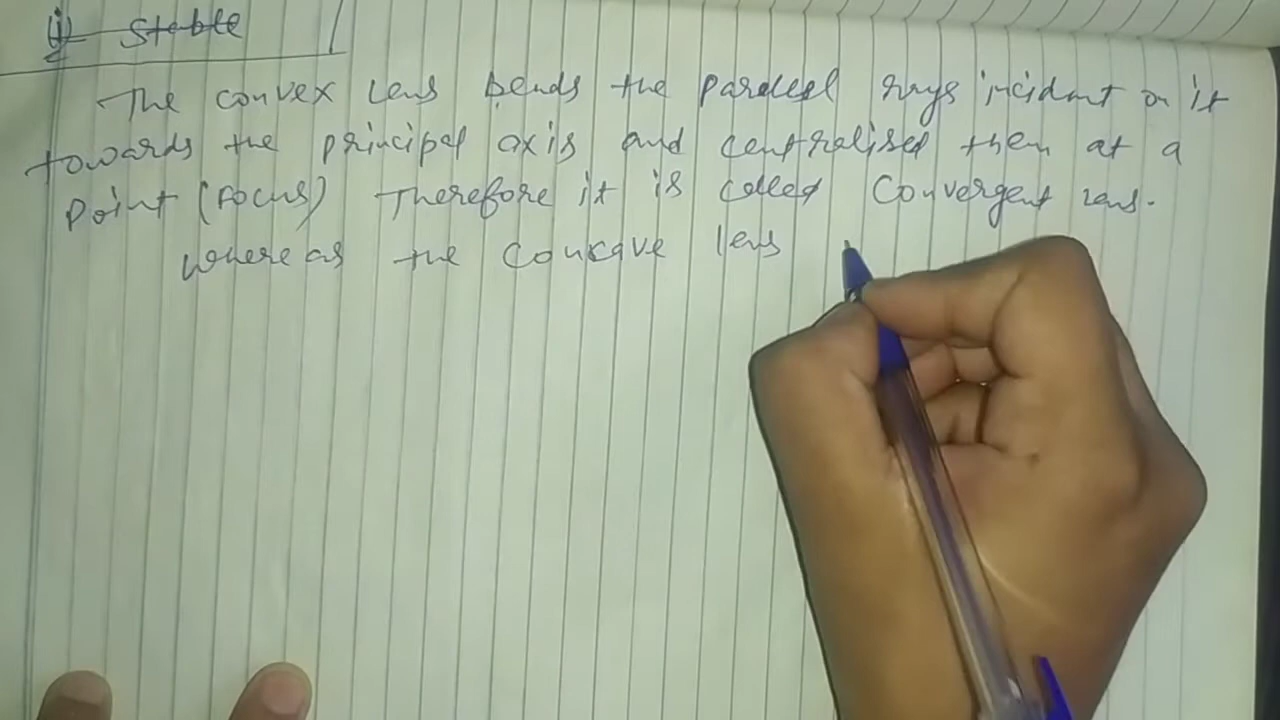 i) Stable
The convex lens bends the parallel rays incident on it
towards the principal axis and centralised them at a
point (Focus) Therefore it is called Convergent lens.
whereas the Concave lens